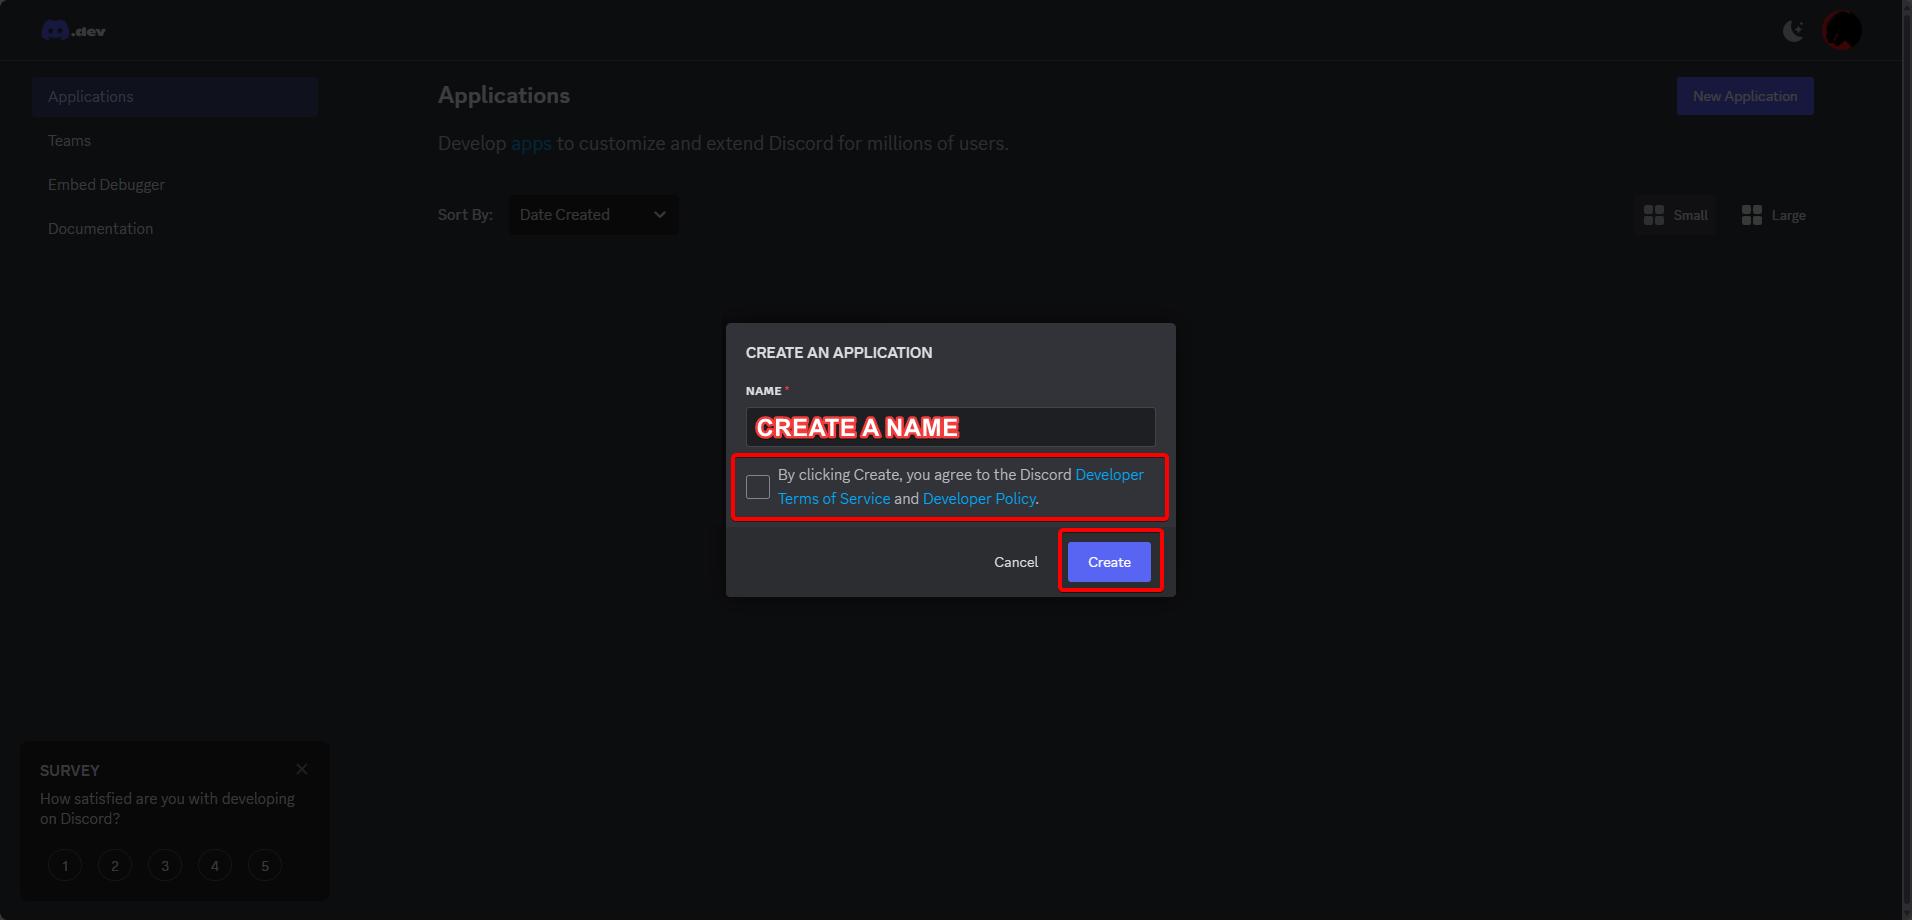 .dev
Applications
Teams
Embed Debugger
Documentation
Applications
New Application
Develop apps to customize and extend Discord for millions of users.
Sort By:
Date Created
Small
Large
CREATE AN APPLICATION
NAME *
CREATE A NAME
By clicking Create, you agree to the Discord Developer
Terms of Service and Developer Policy.
Cancel
Create
SURVEY
How satisfied are you with developing
on Discord?
1 2 3 4 5